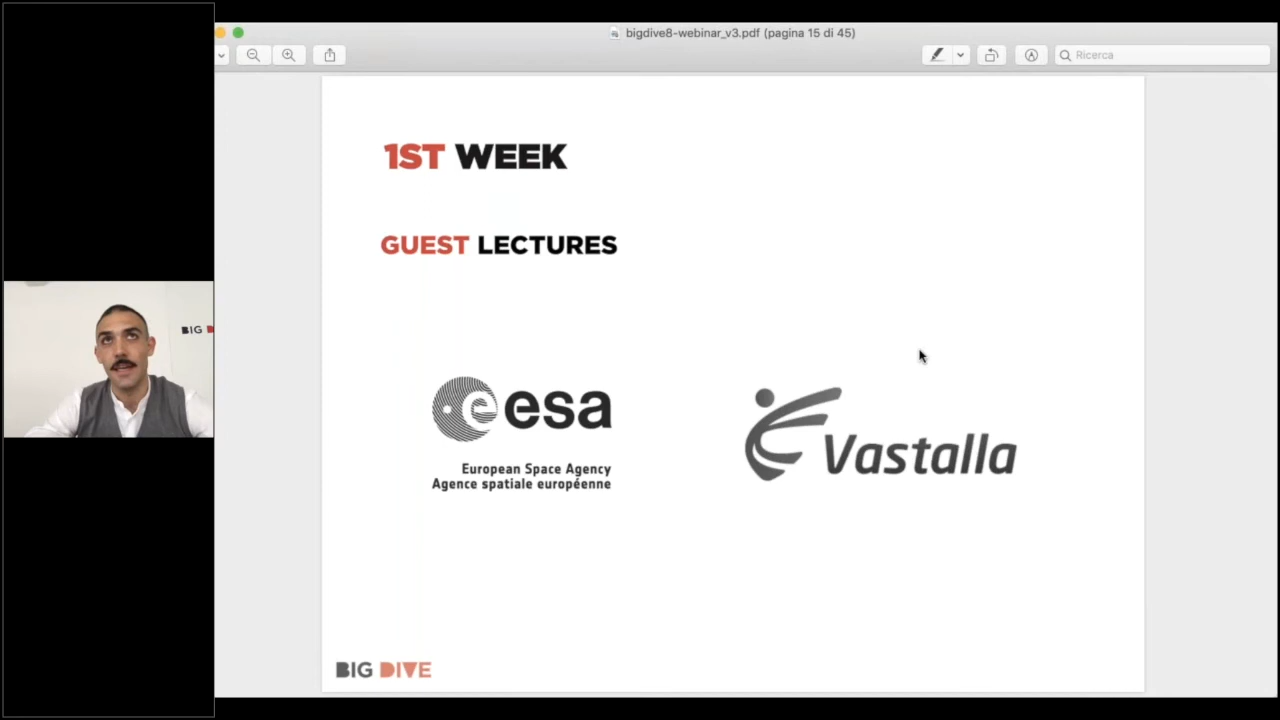 bigdive8-webinar_v3.pdf (pagina 15 di 45)
Ricerca
1ST WEEK
GUEST LECTURES
esa
European Space Agency
Agence spatiale européenne
Vastalla
BIG D
BIG DIVE